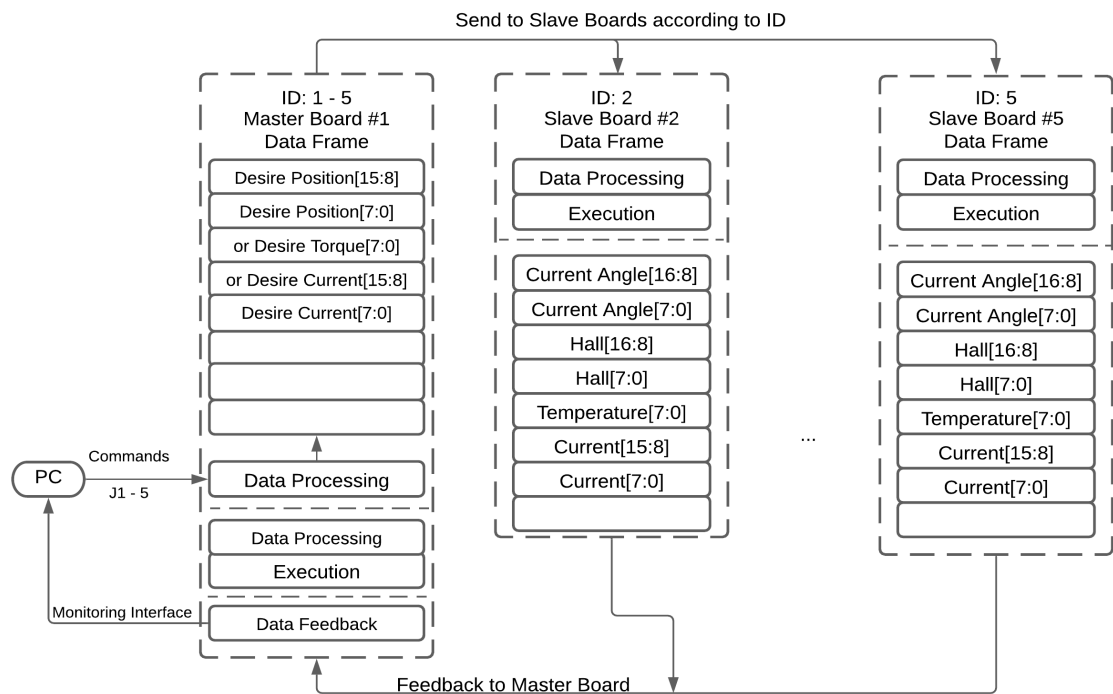 Send to Slave Boards according to ID
ID: 1 - 5
Master Board #1
Data Frame
Desire Position[15:8]
Desire Position[7:0]
or Desire Torque[7:0]
or Desire Current[15:8]
Desire Current[7:0]
Data Processing
Data Processing
Execution
Data Feedback
PC
Commands
J1 - 5
Monitoring Interface
ID: 2
Slave Board #2
Data Frame
Data Processing
Execution
Current Angle[16:8]
Current Angle[7:0]
Hall[16:8]
Hall[7:0]
Temperature[7:0]
Current[15:8]
Current[7:0]
...
ID: 5
Slave Board #5
Data Frame
Data Processing
Execution
Current Angle[16:8]
Current Angle[7:0]
Hall[16:8]
Hall[7:0]
Temperature[7:0]
Current[15:8]
Current[7:0]
Feedback to Master Board